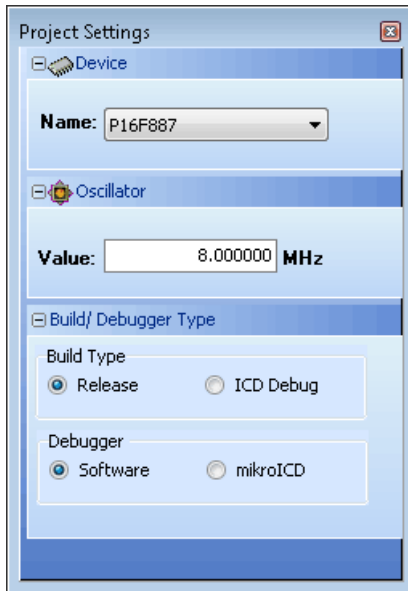 Project Settings
Device
Name: P16F887
Oscillator
Value: 8.000000 MHz
Build/ Debugger Type
Build Type
Release ICD Debug
Debugger
Software mikroICD